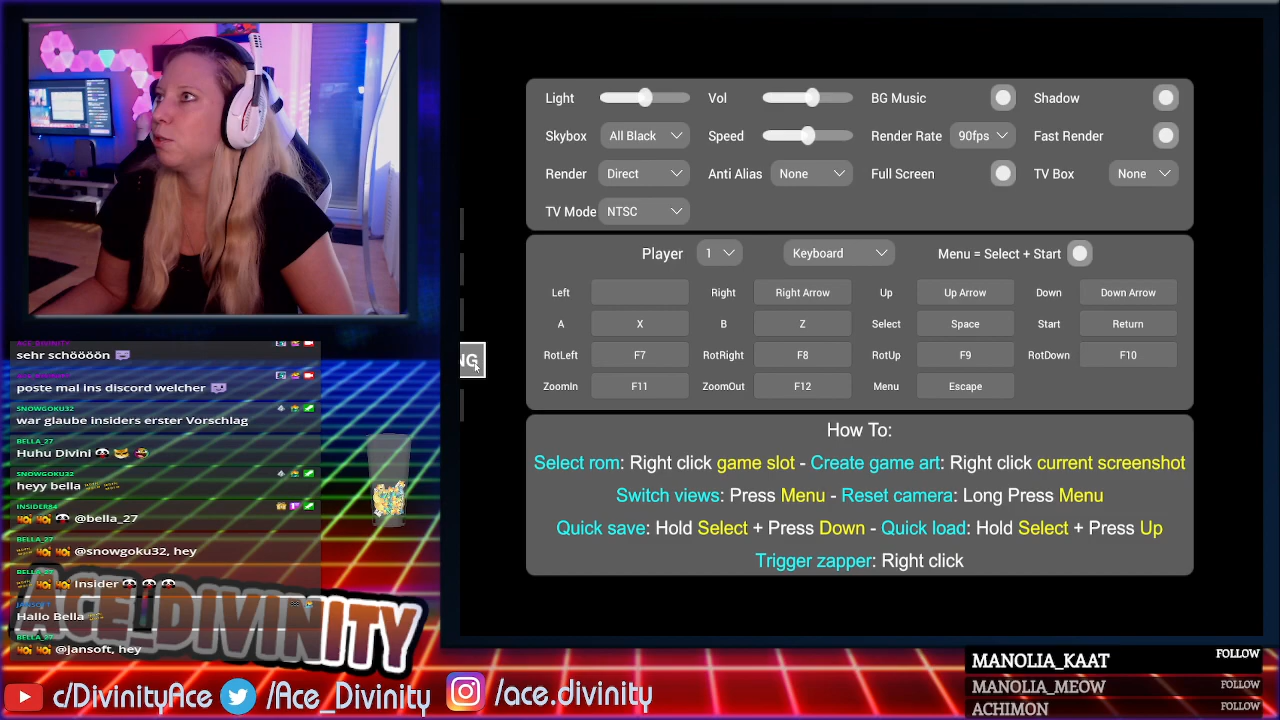 Light Vol BG Music Shadow
Skybox All Black Speed Render Rate 90fps Fast Render
Render Direct Anti Alias None Full Screen TV Box None
TV Mode NTSC
Player 1 Keyboard Menu = Select + Start
Left Right Right Arrow Up Up Arrow Down Down Arrow
A X B Z Select Space Start Return
RotLeft F7 RotRight F8 RotUp F9 RotDown F10
ZoomIn F11 ZoomOut F12 Menu Escape
NG
How To:
Select rom: Right click game slot - Create game art: Right click current screenshot
Switch views: Press Menu - Reset camera: Long Press Menu
Quick save: Hold Select + Press Down - Quick load: Hold Select + Press Up
Trigger zapper: Right click
ACE_DIVINITY
sehr schööööön
poste mal ins discord welcher
SNOWGOKU32
war glaube insiders erster Vorschlag
BELLA_27
Huhu Divini
SNOWGOKU32
heyy bella
INSIDER84
@bella_27
BELLA_27
@snowgoku32, hey
BELLA_27
Insider
JANSOFT
Hallo Bella
BELLA_27
@jansoft, hey
ACE_DIVINITY
c/DivinityAce /Ace_Divinity /ace.divinity
MANOLIA_KAAT FOLLOW
MANOLIA_MEOW FOLLOW
ACHIMON FOLLOW